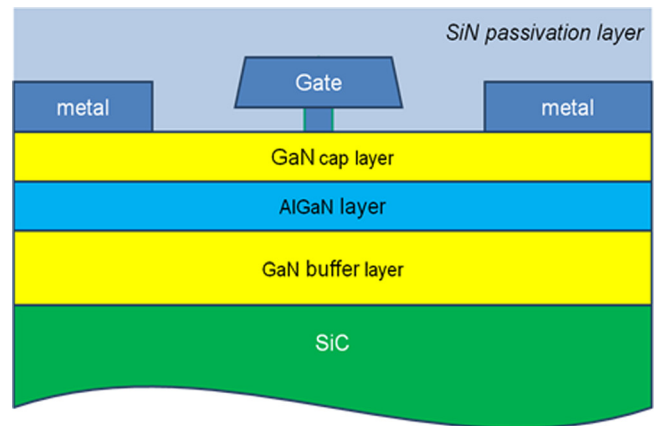 SiN passivation layer
Gate
metal
metal
GaN cap layer
AlGaN layer
GaN buffer layer
SiC